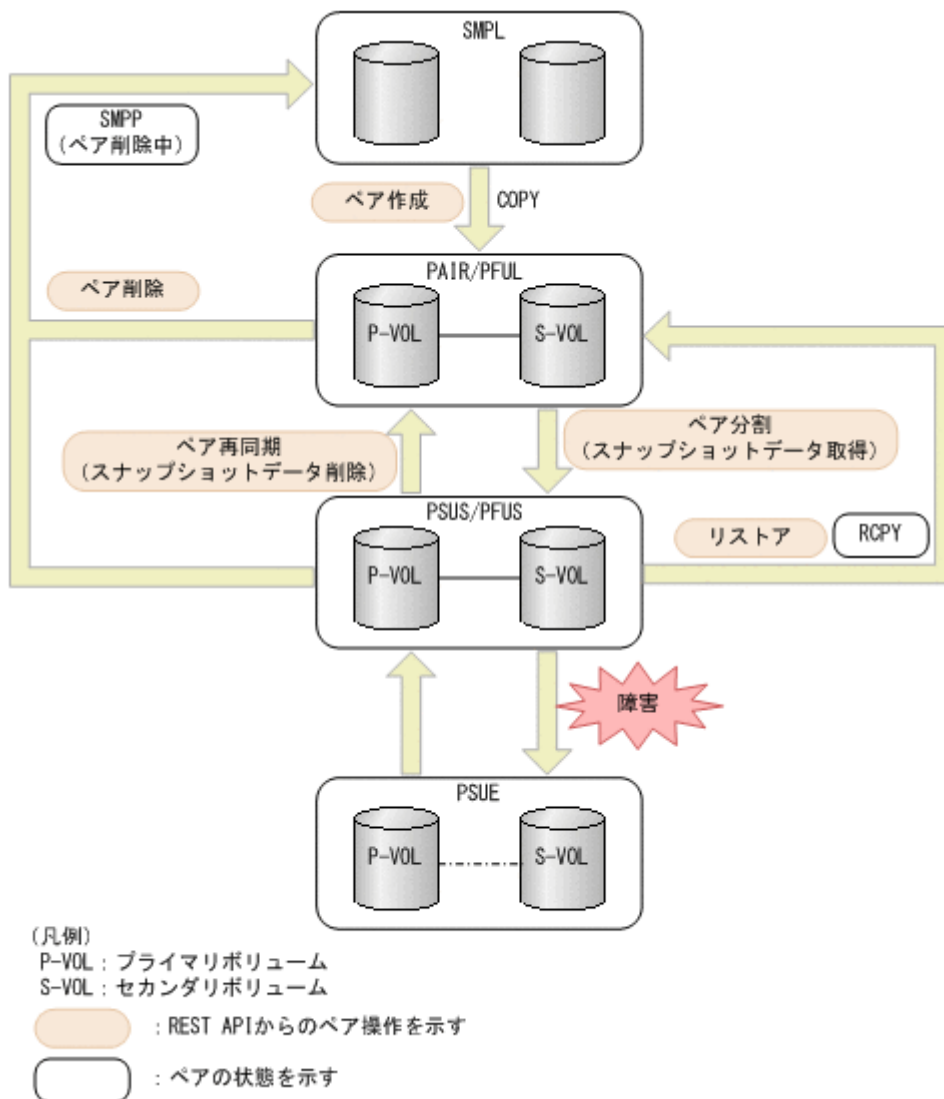 SMPL
SMPP
(ペア削除中)
ペア作成
COPY
PAIR/PFUL
ペア削除
P-VOL
S-VOL
ペア再同期
(スナップショットデータ削除)
ペア分割
(スナップショットデータ取得)
PSUS/PFUS
リストア
RCPY
P-VOL
S-VOL
障害
PSUE
P-VOL
S-VOL
(凡例)
P-VOL：プライマリボリューム
S-VOL：セカンダリボリューム
：REST APIからのペア操作を示す
：ペアの状態を示す